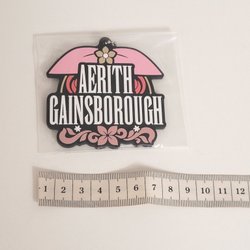 AERITH
GAINSBOROUGH
1 2 3 4 5 6 7 8 9 10 11 12